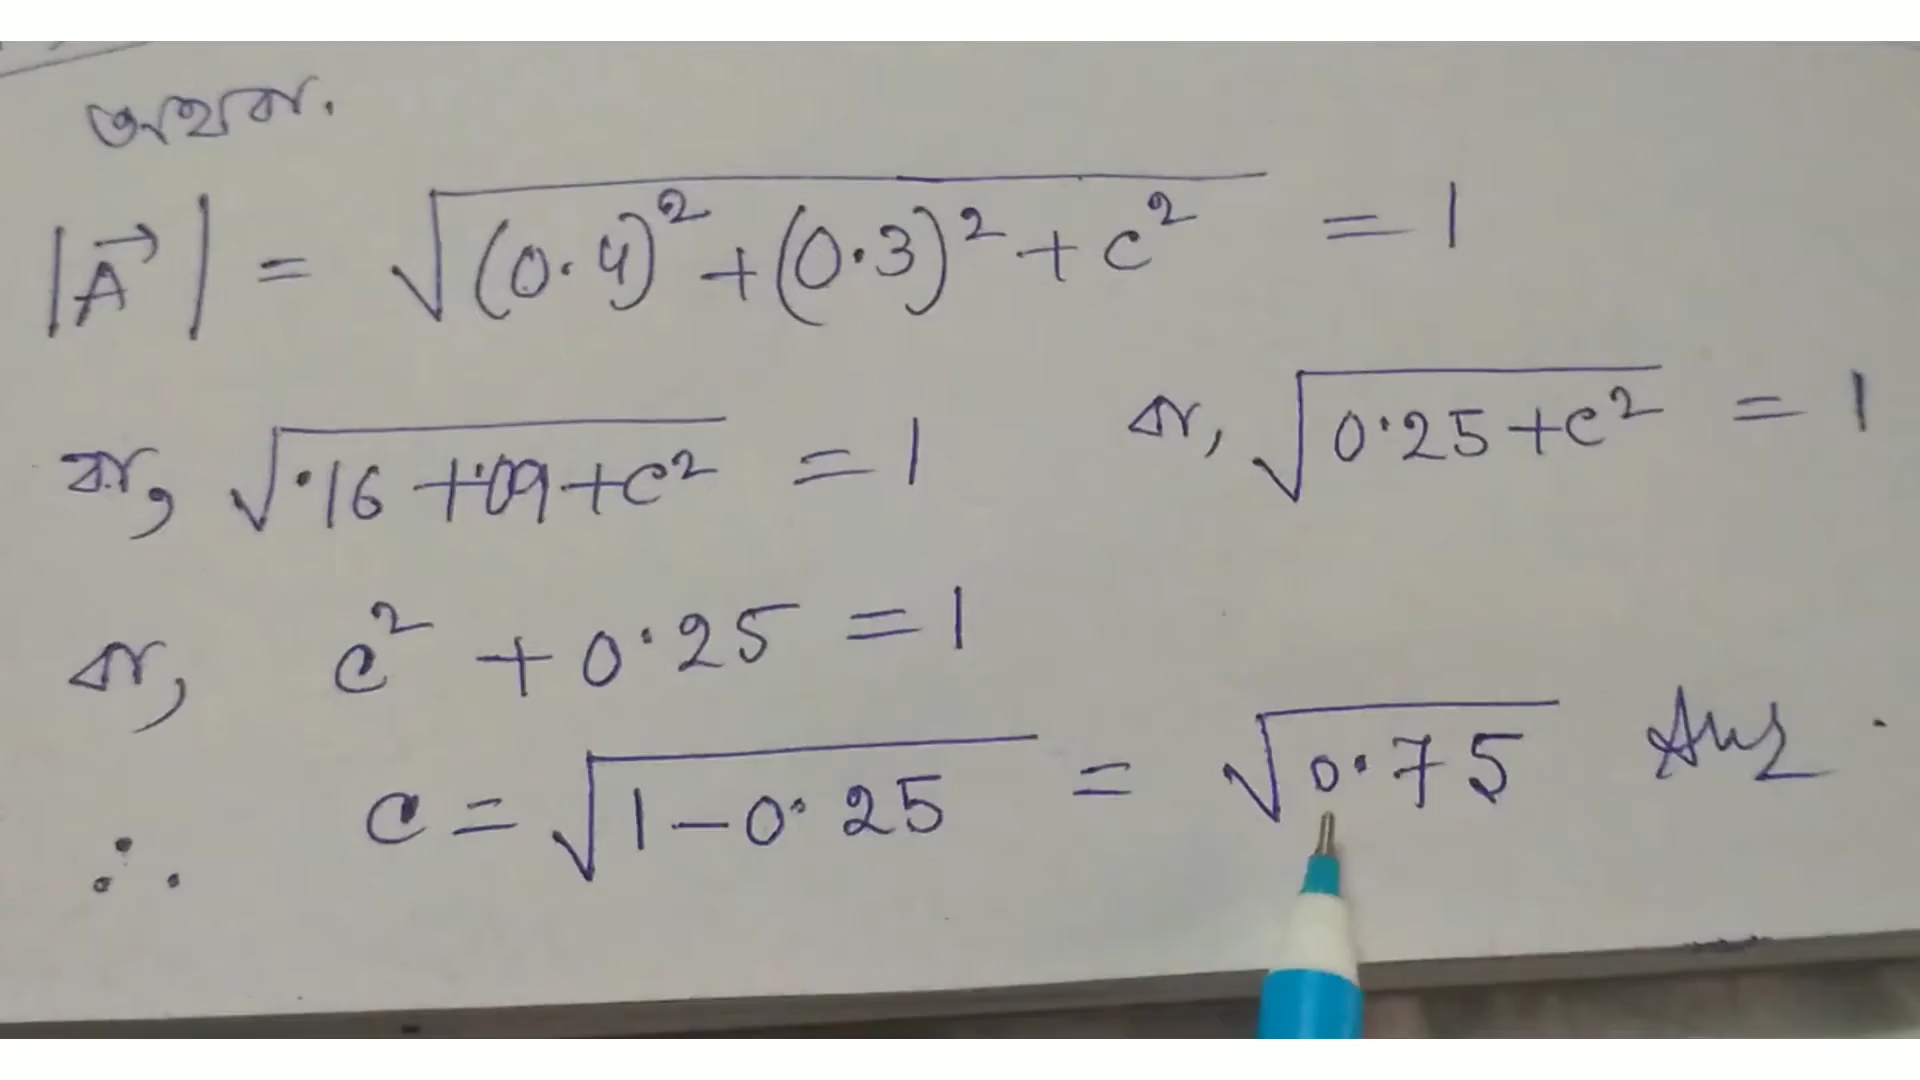 অথবা.
|A⃗| = √((0.4)² + (0.3)² + c²) = 1
বা, √(.16 + .09 + c²) = 1 বা, √(0.25 + c²) = 1
বা, c² + 0.25 = 1
∴ c = √(1 - 0.25) = √0.75 Ans.